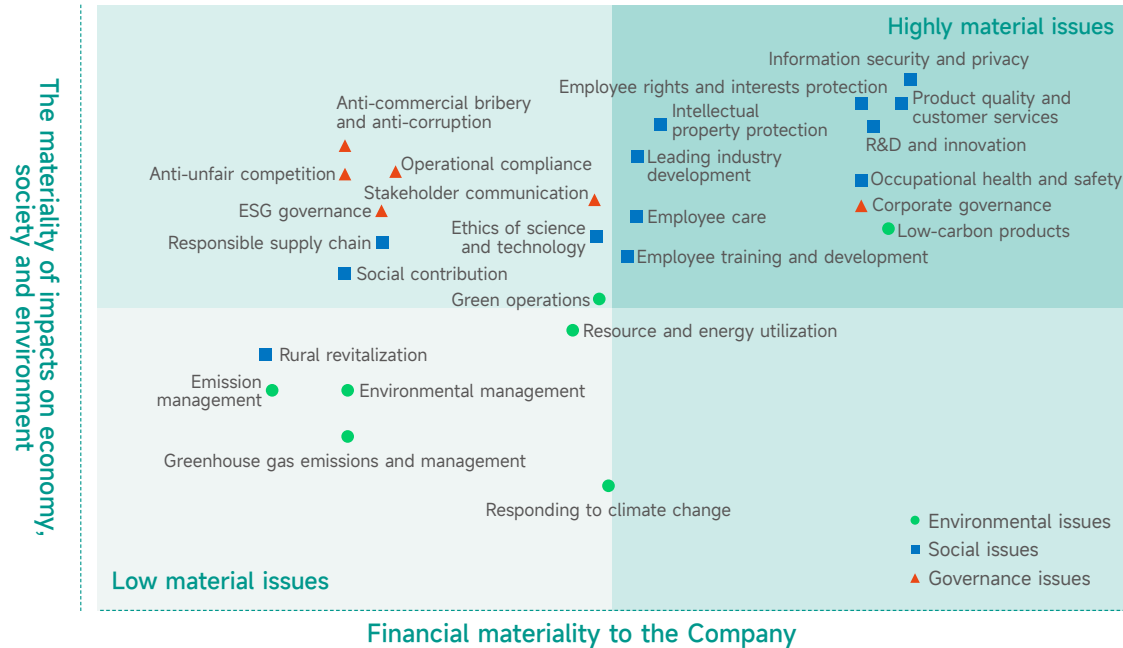 The materiality of impacts on economy,
society and environment
Highly material issues
Information security and privacy
Employee rights and interests protection
Product quality and
customer services
Anti-commercial bribery
and anti-corruption
Intellectual
property protection
R&D and innovation
Operational compliance
Leading industry
development
Anti-unfair competition
Occupational health and safety
Stakeholder communication
Corporate governance
ESG governance
Employee care
Ethics of science
and technology
Low-carbon products
Responsible supply chain
Employee training and development
Social contribution
Green operations
Resource and energy utilization
Rural revitalization
Emission
management
Environmental management
Greenhouse gas emissions and management
Responding to climate change
Environmental issues
Social issues
Governance issues
Low material issues
Financial materiality to the Company